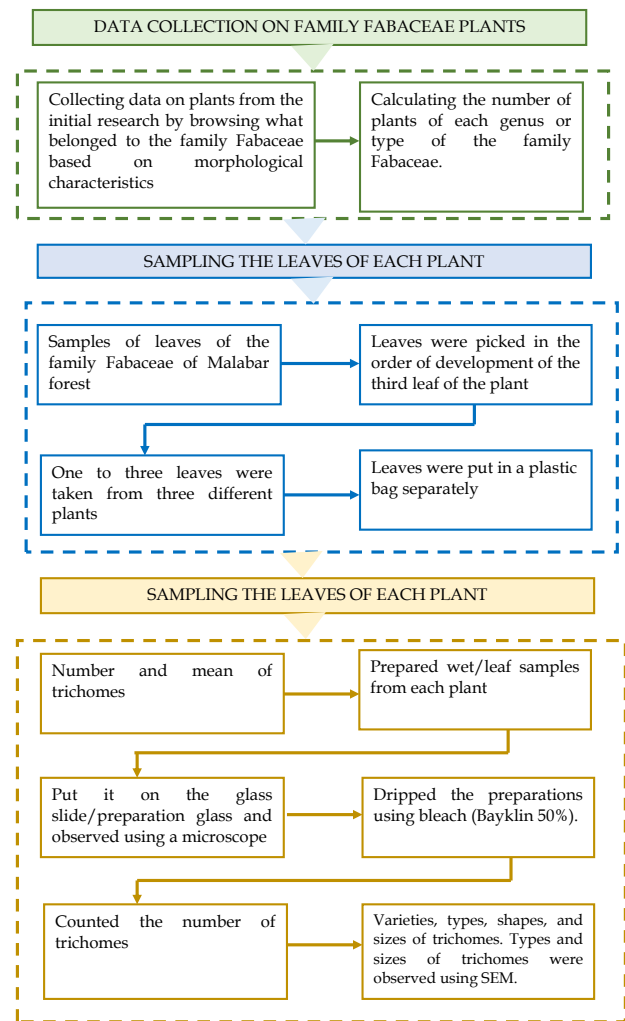 DATA COLLECTION ON FAMILY FABACEAE PLANTS
Collecting data on plants from the
initial research by browsing what
belonged to the family Fabaceae
based on morphological
characteristics
Calculating the number of
plants of each genus or
type of the family
Fabaceae.
SAMPLING THE LEAVES OF EACH PLANT
Samples of leaves of the
family Fabaceae of Malabar
forest
Leaves were picked in the
order of development of the
third leaf of the plant
One to three leaves were
taken from three different
plants
Leaves were put in a plastic
bag separately
SAMPLING THE LEAVES OF EACH PLANT
Number and mean of
trichomes
Prepared wet/leaf samples
from each plant
Put it on the glass
slide/preparation glass and
observed using a microscope
Dripped the preparations
using bleach (Bayklin 50%).
Counted the number of
trichomes
Varieties, types, shapes, and
sizes of trichomes. Types and
sizes of trichomes were
observed using SEM.